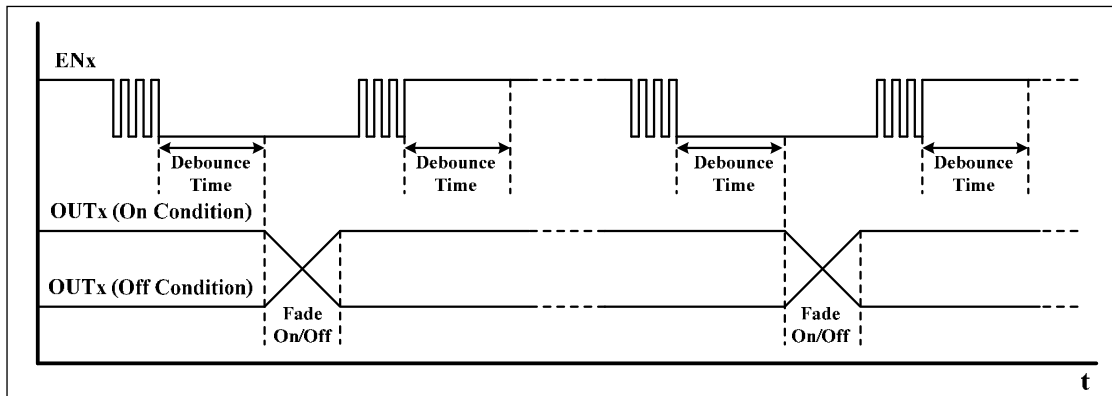 ENx
Debounce
Time
Debounce
Time
Debounce
Time
Debounce
Time
OUTx (On Condition)
OUTx (Off Condition)
Fade
On/Off
Fade
On/Off
t